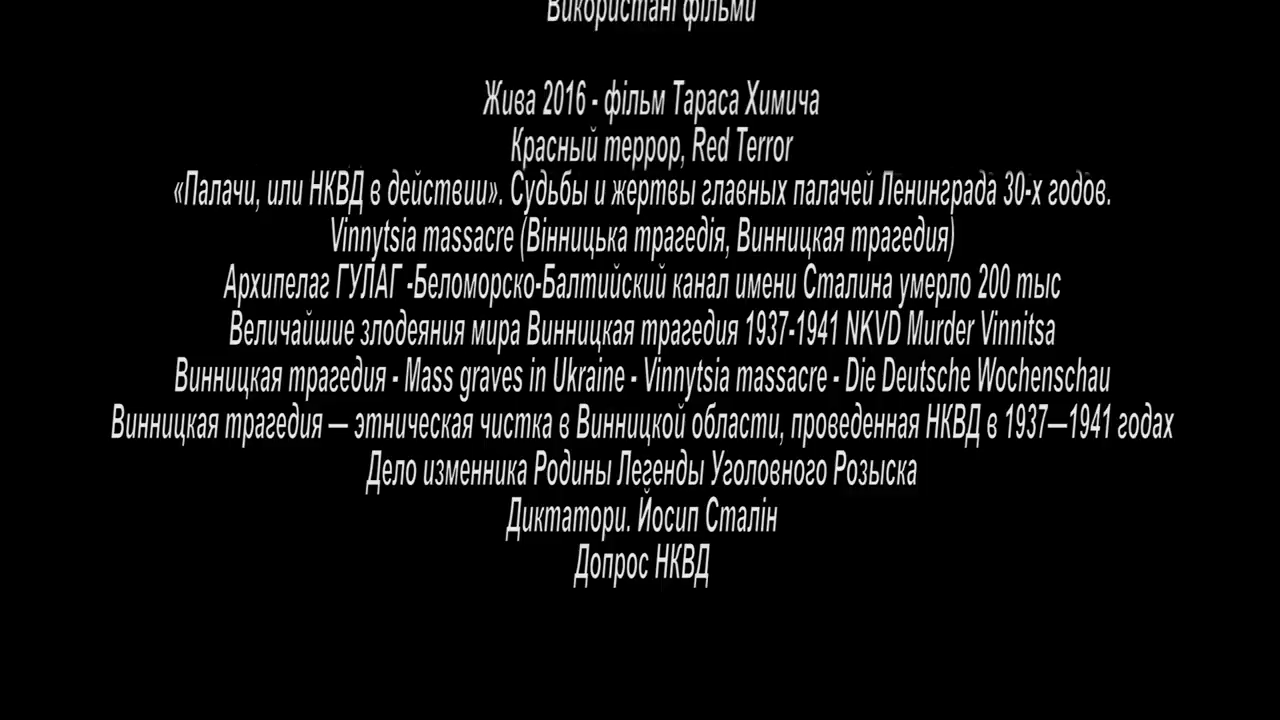 Використані фільми
Жива 2016 - фільм Тараса Химича
Красный террор, Red Terror
«Палачи, или НКВД в действии». Судьбы и жертвы главных палачей Ленинграда 30-х годов.
Vinnytsia massacre (Вінницька трагедія, Винницкая трагедия)
Архипелаг ГУЛАГ -Беломорско-Балтийский канал имени Сталина умерло 200 тыс
Величайшие злодеяния мира Винницкая трагедия 1937-1941 NKVD Murder Vinnitsa
Винницкая трагедия - Mass graves in Ukraine - Vinnytsia massacre - Die Deutsche Wochenschau
Винницкая трагедия — этническая чистка в Винницкой области, проведенная НКВД в 1937—1941 годах
Дело изменника Родины Легенды Уголовного Розыска
Диктатори. Йосип Сталін
Допрос НКВД